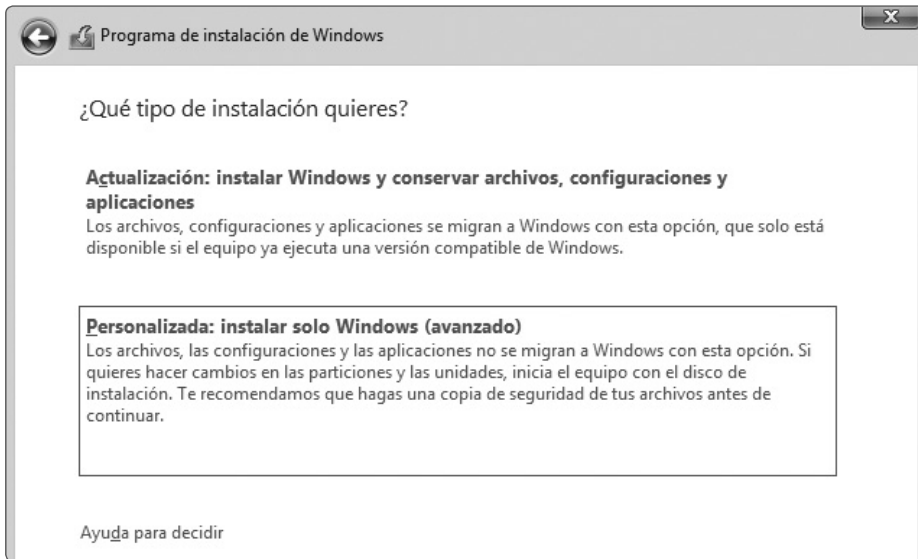 Programa de instalación de Windows
¿Qué tipo de instalación quieres?
Actualización: instalar Windows y conservar archivos, configuraciones y
aplicaciones
Los archivos, configuraciones y aplicaciones se migran a Windows con esta opción, que solo está
disponible si el equipo ya ejecuta una versión compatible de Windows.
Personalizada: instalar solo Windows (avanzado)
Los archivos, las configuraciones y las aplicaciones no se migran a Windows con esta opción. Si
quieres hacer cambios en las particiones y las unidades, inicia el equipo con el disco de
instalación. Te recomendamos que hagas una copia de seguridad de tus archivos antes de
continuar.
Ayuda para decidir